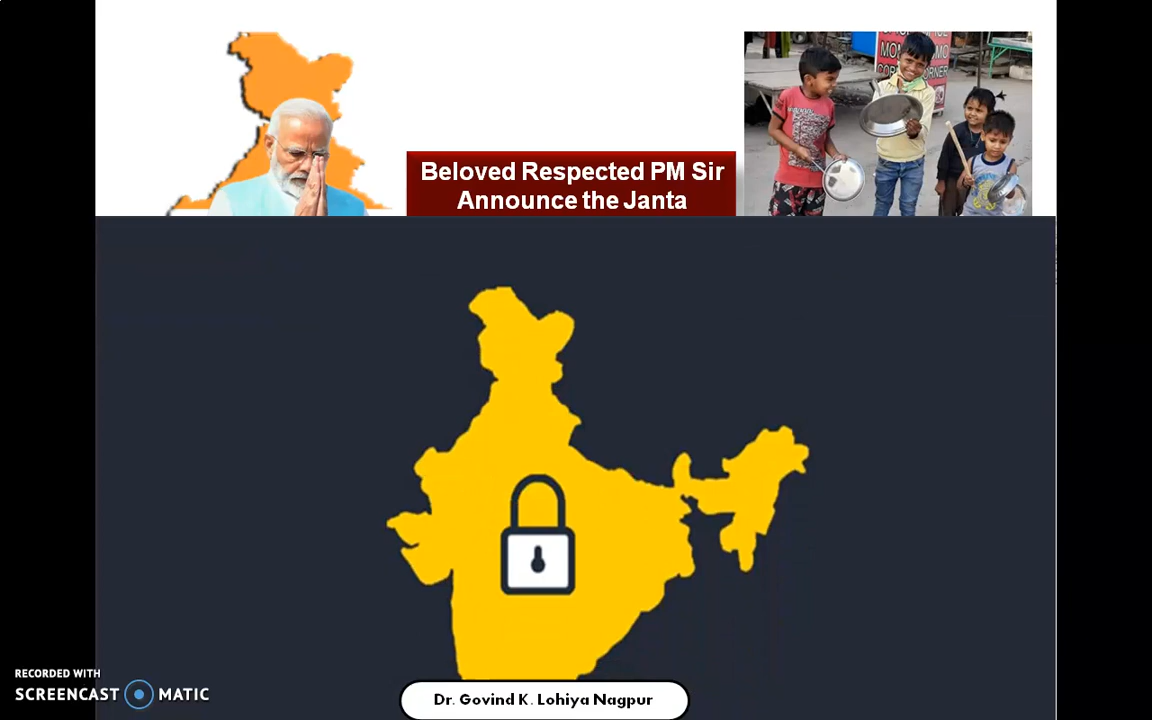 Beloved Respected PM Sir
Announce the Janta
RECORDED WITH
SCREENCAST MATIC
Dr. Govind K. Lohiya Nagpur